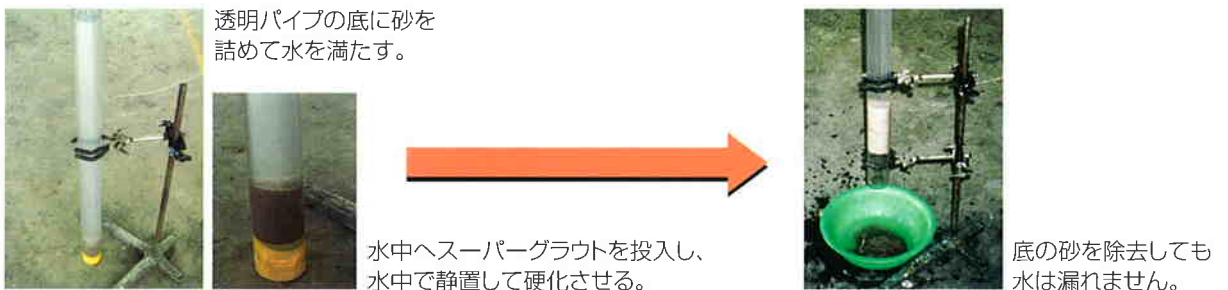 透明パイプの底に砂を
詰めて水を満たす。
水中へスーパーグラウトを投入し、
水中で静置して硬化させる。
底の砂を除去しても
水は漏れません。